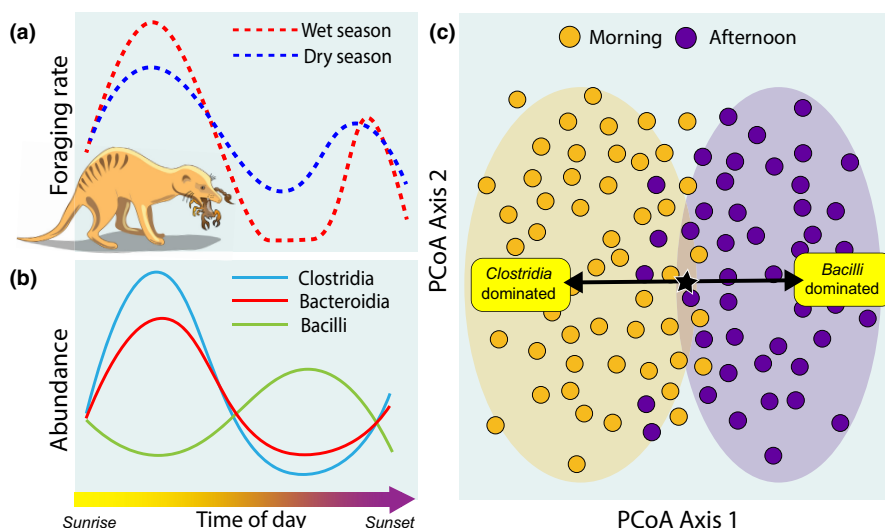 (a)
Foraging rate
Wet season
Dry season
(b)
Abundance
Clostridia
Bacteroidia
Bacilli
Sunrise
Time of day
Sunset
(c)
Morning
Afternoon
PCoA Axis 2
Clostridia
dominated
Bacilli
dominated
PCoA Axis 1